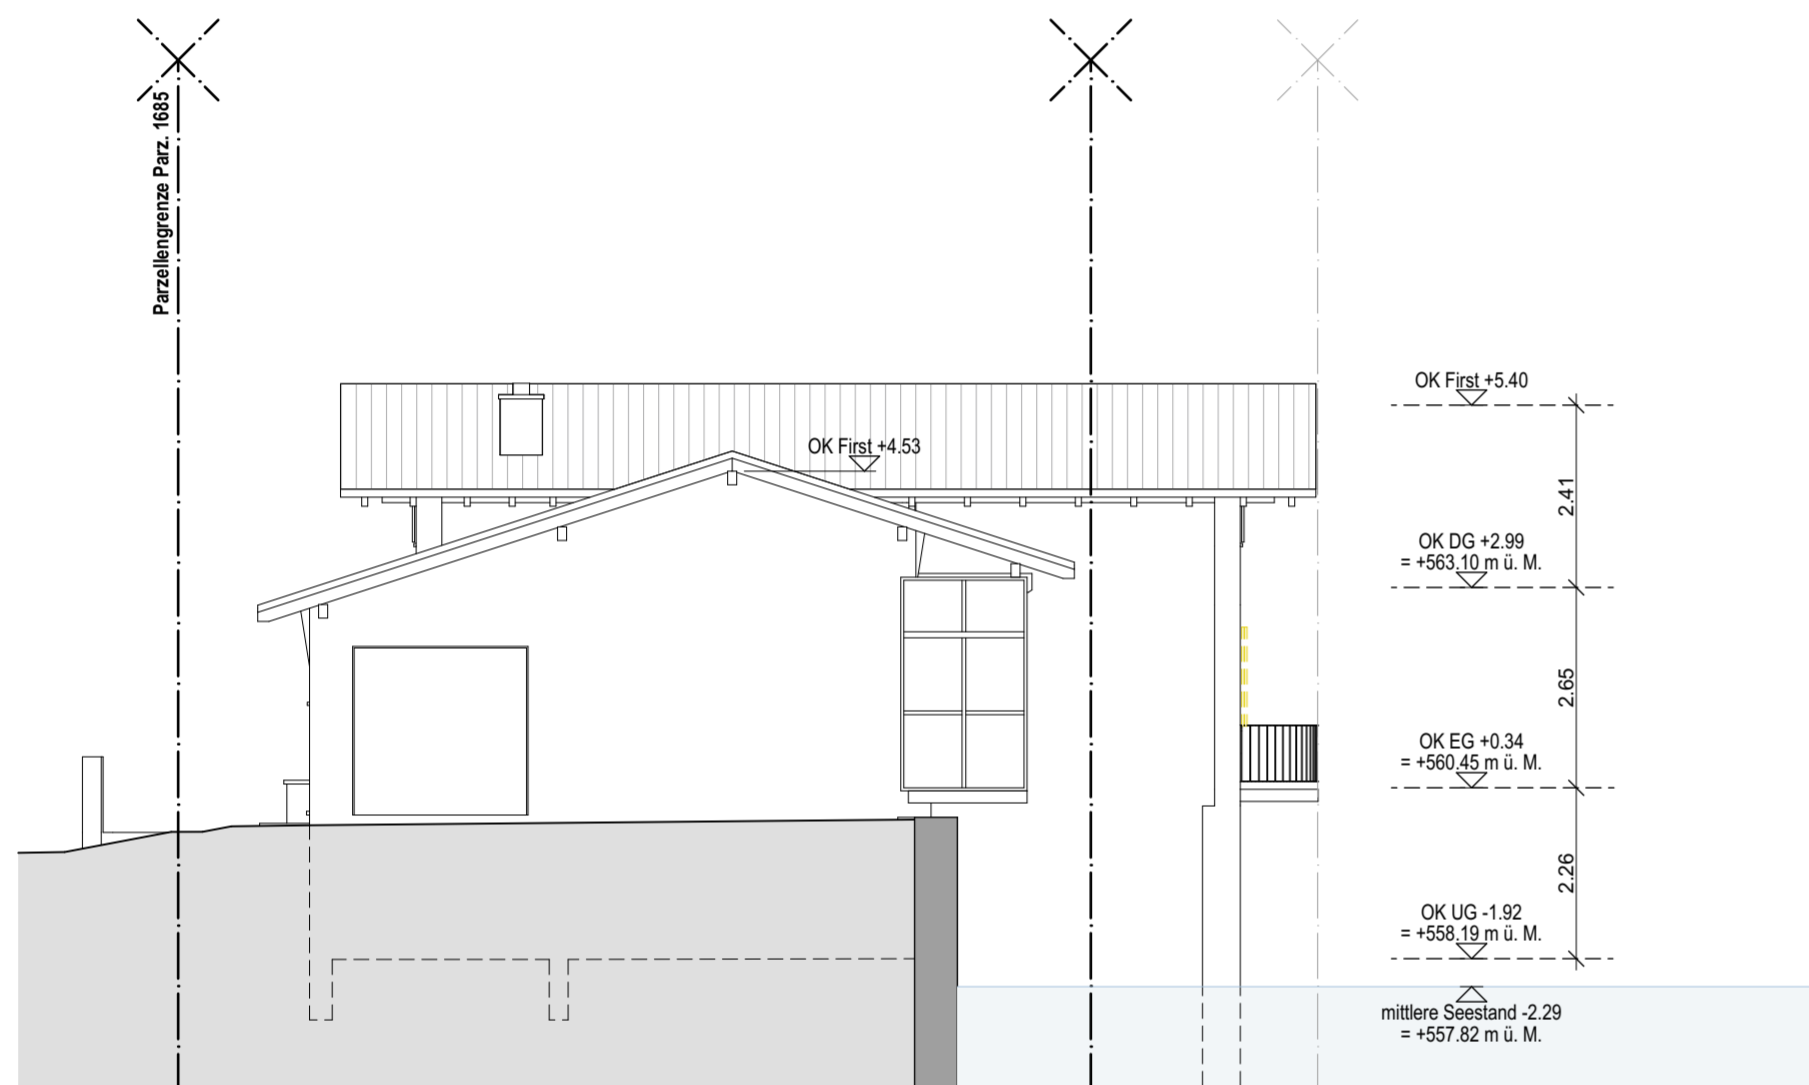 Parzellengrenze Parz. 1685
OK First +4.53
OK First +5.40
2.41
OK DG +2.99
= +563.10 m ü. M.
2.65
OK EG +0.34
= +560.45 m ü. M.
2.26
OK UG -1.92
= +558.19 m ü. M.
mittlere Seestand -2.29
= +557.82 m ü. M.